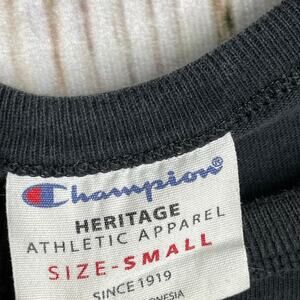 Champion®
HERITAGE
ATHLETIC APPAREL
SIZE-SMALL
SINCE 1919